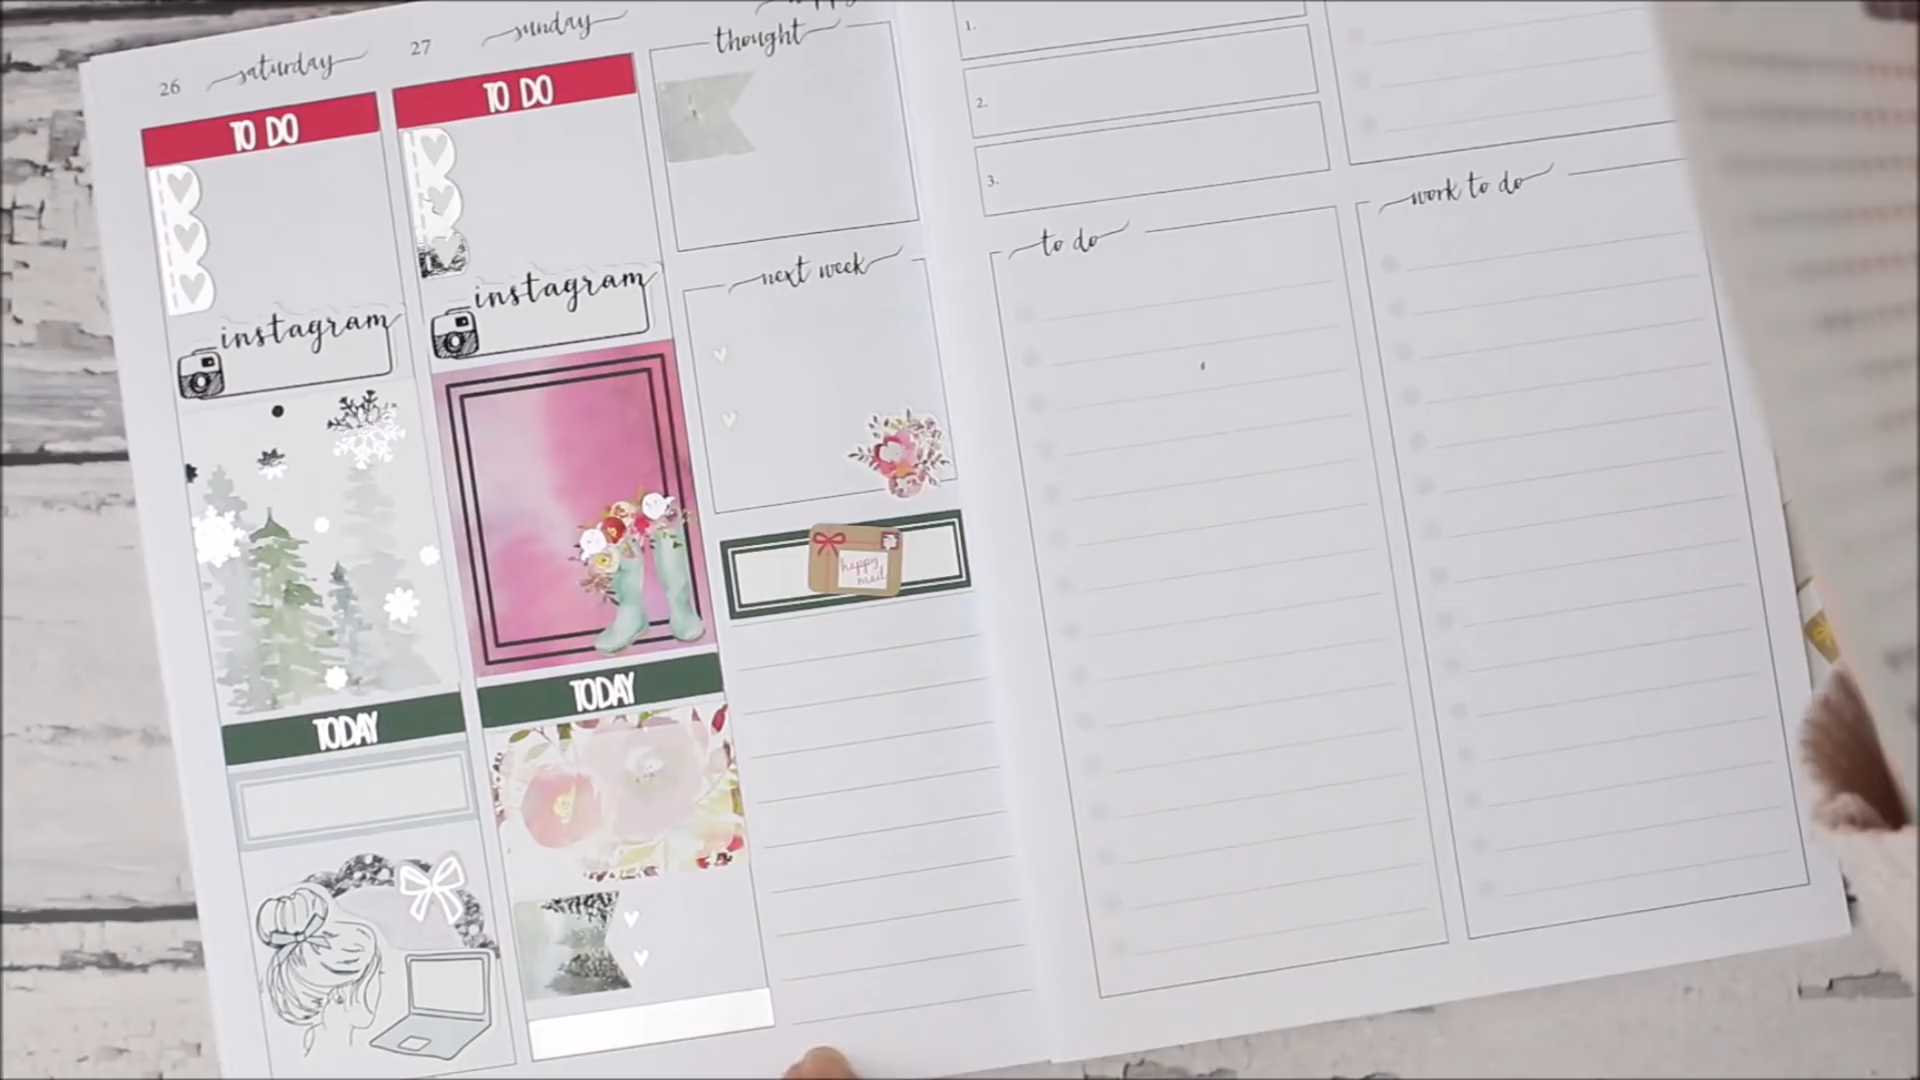 26 saturday
27 sunday
TO DO
TO DO
instagram
instagram
TODAY
TODAY
thought
next week
happy
mail
1.
2.
3.
to do
work to do